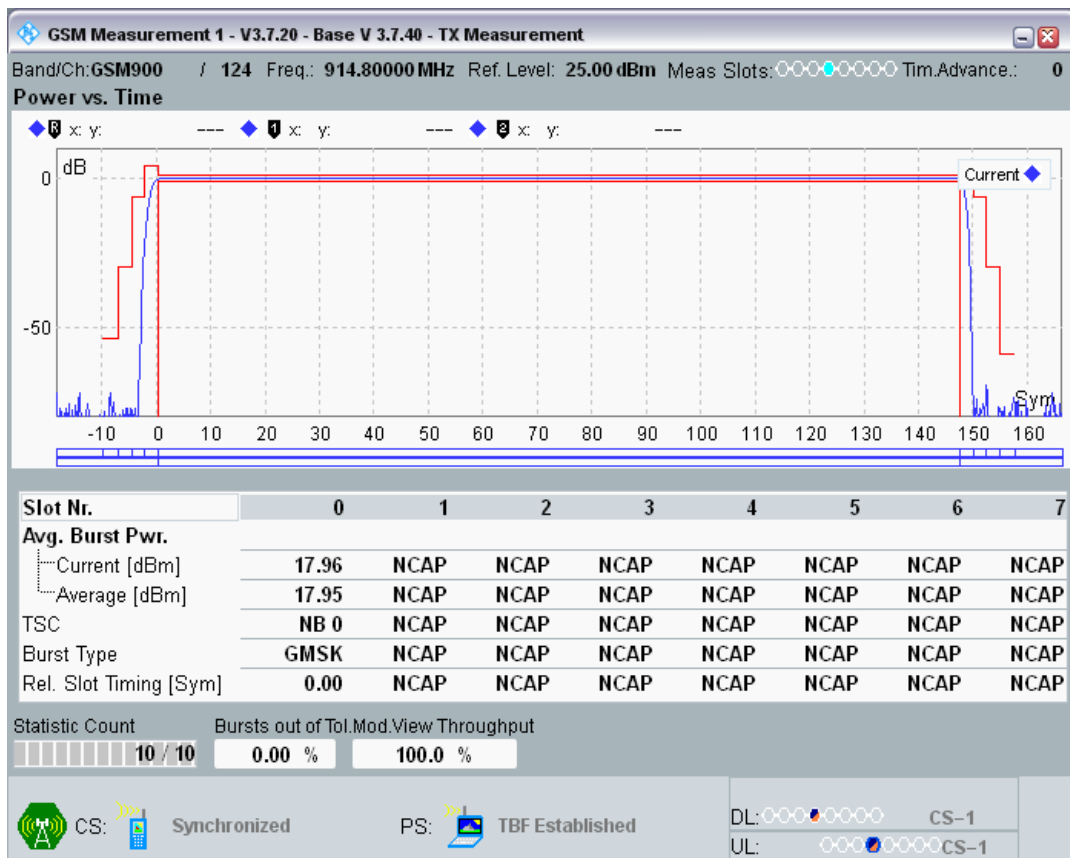 GSM Measurement 1 - V3.7.20 - Base V 3.7.40 - TX Measurement
Band/Ch:GSM900 / 124 Freq.: 914.80000 MHz Ref. Level: 25.00 dBm Meas Slots: Tim.Advance.: 0
Power vs. Time
R x: y: --- 1 x: y: --- 2 x: y: ---
dB
Current
0
-50
Sym
-10 0 10 20 30 40 50 60 70 80 90 100 110 120 130 140 150 160
Slot Nr. 0 1 2 3 4 5 6 7
Avg. Burst Pwr.
Current [dBm] 17.96 NCAP NCAP NCAP NCAP NCAP NCAP NCAP
Average [dBm] 17.95 NCAP NCAP NCAP NCAP NCAP NCAP NCAP
TSC NB 0 NCAP NCAP NCAP NCAP NCAP NCAP NCAP
Burst Type GMSK NCAP NCAP NCAP NCAP NCAP NCAP NCAP
Rel. Slot Timing [Sym] 0.00 NCAP NCAP NCAP NCAP NCAP NCAP NCAP
Statistic Count Bursts out of Tol.Mod.View Throughput
10 / 10 0.00 % 100.0 %
CS: Synchronized PS: TBF Established DL: CS-1
UL: CS-1